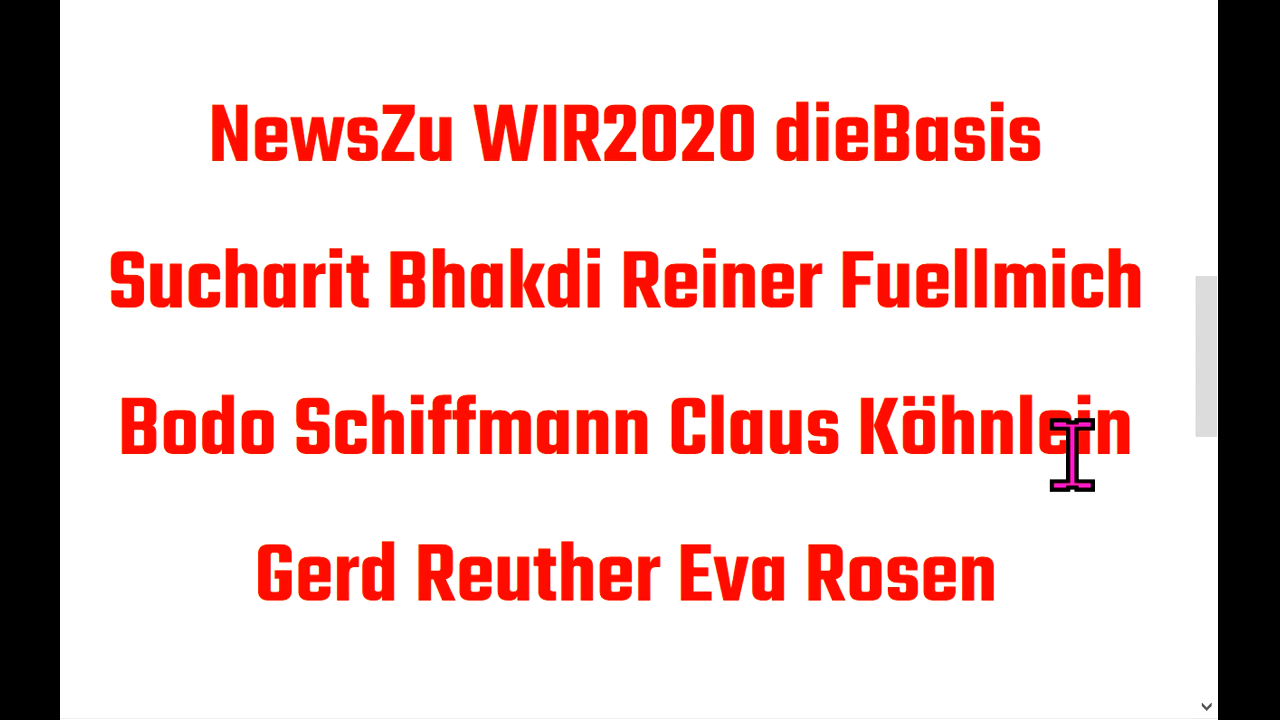 NewsZu WIR2020 dieBasis
Sucharit Bhakdi Reiner Fuellmich
Bodo Schiffmann Claus Köhnlein
Gerd Reuther Eva Rosen